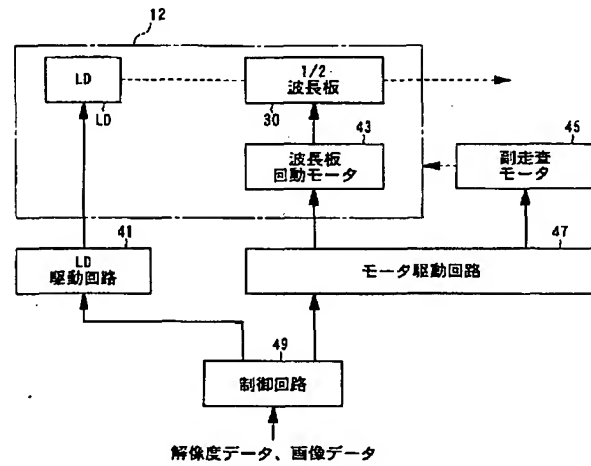 12
LD
LD
1/2
波長板
30
43
波長板
回動モータ
45
副走査
モータ
41
LD
駆動回路
47
モータ駆動回路
49
制御回路
解像度データ、画像データ